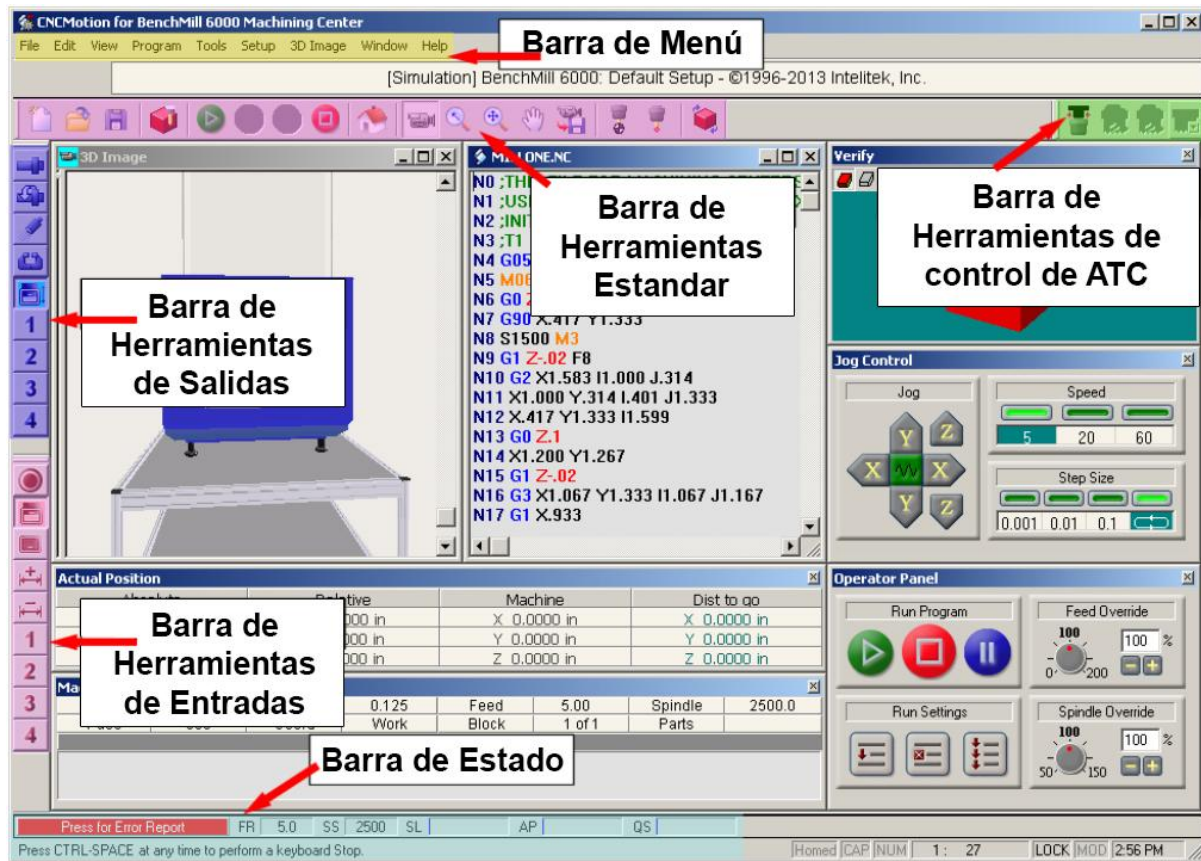 CNCMotion for BenchMill 6000 Machining Center
File Edit View Program Tools Setup 3D Image Window Help
Barra de Menú
[Simulation] BenchMill 6000: Default Setup - ©1996-2013 Intelitek, Inc.
3D Image
Verify
N0
N1
N2
N3 ;T1
N4 G05
N5
N6 G0
N7 G90 X.417 Y1.333
N8 S1500 M3
N9 G1 Z-.02 F8
N10 G2 X1.583 I1.000 J.314
N11 X1.000 Y.314 I.401 J1.333
N12 X.417 Y1.333 I1.599
N13 G0 Z.1
N14 X1.200 Y1.267
N15 G1 Z-.02
N16 G3 X1.067 Y1.333 I1.067 J1.167
N17 G1 X.933
Barra de
Herramientas
Estandar
Barra de
Herramientas de
control de ATC
Barra de
Herramientas
de Salidas
1
2
3
4
Jog Control
Jog
Y
Z
X
X
Y
Z
Speed
5 20 60
Step Size
0.001 0.01 0.1
Barra de
Herramientas
de Entradas
1
2
3
4
Actual Position
Machine Dist to go
X 0.0000 in X 0.0000 in
Y 0.0000 in Y 0.0000 in
Z 0.0000 in Z 0.0000 in
0.125 Feed 5.00 Spindle 2500.0
Work Block 1 of 1 Parts
Operator Panel
Run Program
Feed Override
100
0 200
100 %
Run Settings
Spindle Override
100
50 150
100 %
Barra de Estado
Press for Error Report FR 5.0 SS 2500 SL AP QS
Press CTRL-SPACE at any time to perform a keyboard Stop.
Homed CAP NUM 1: 27 LOCK MOD 2:56 PM